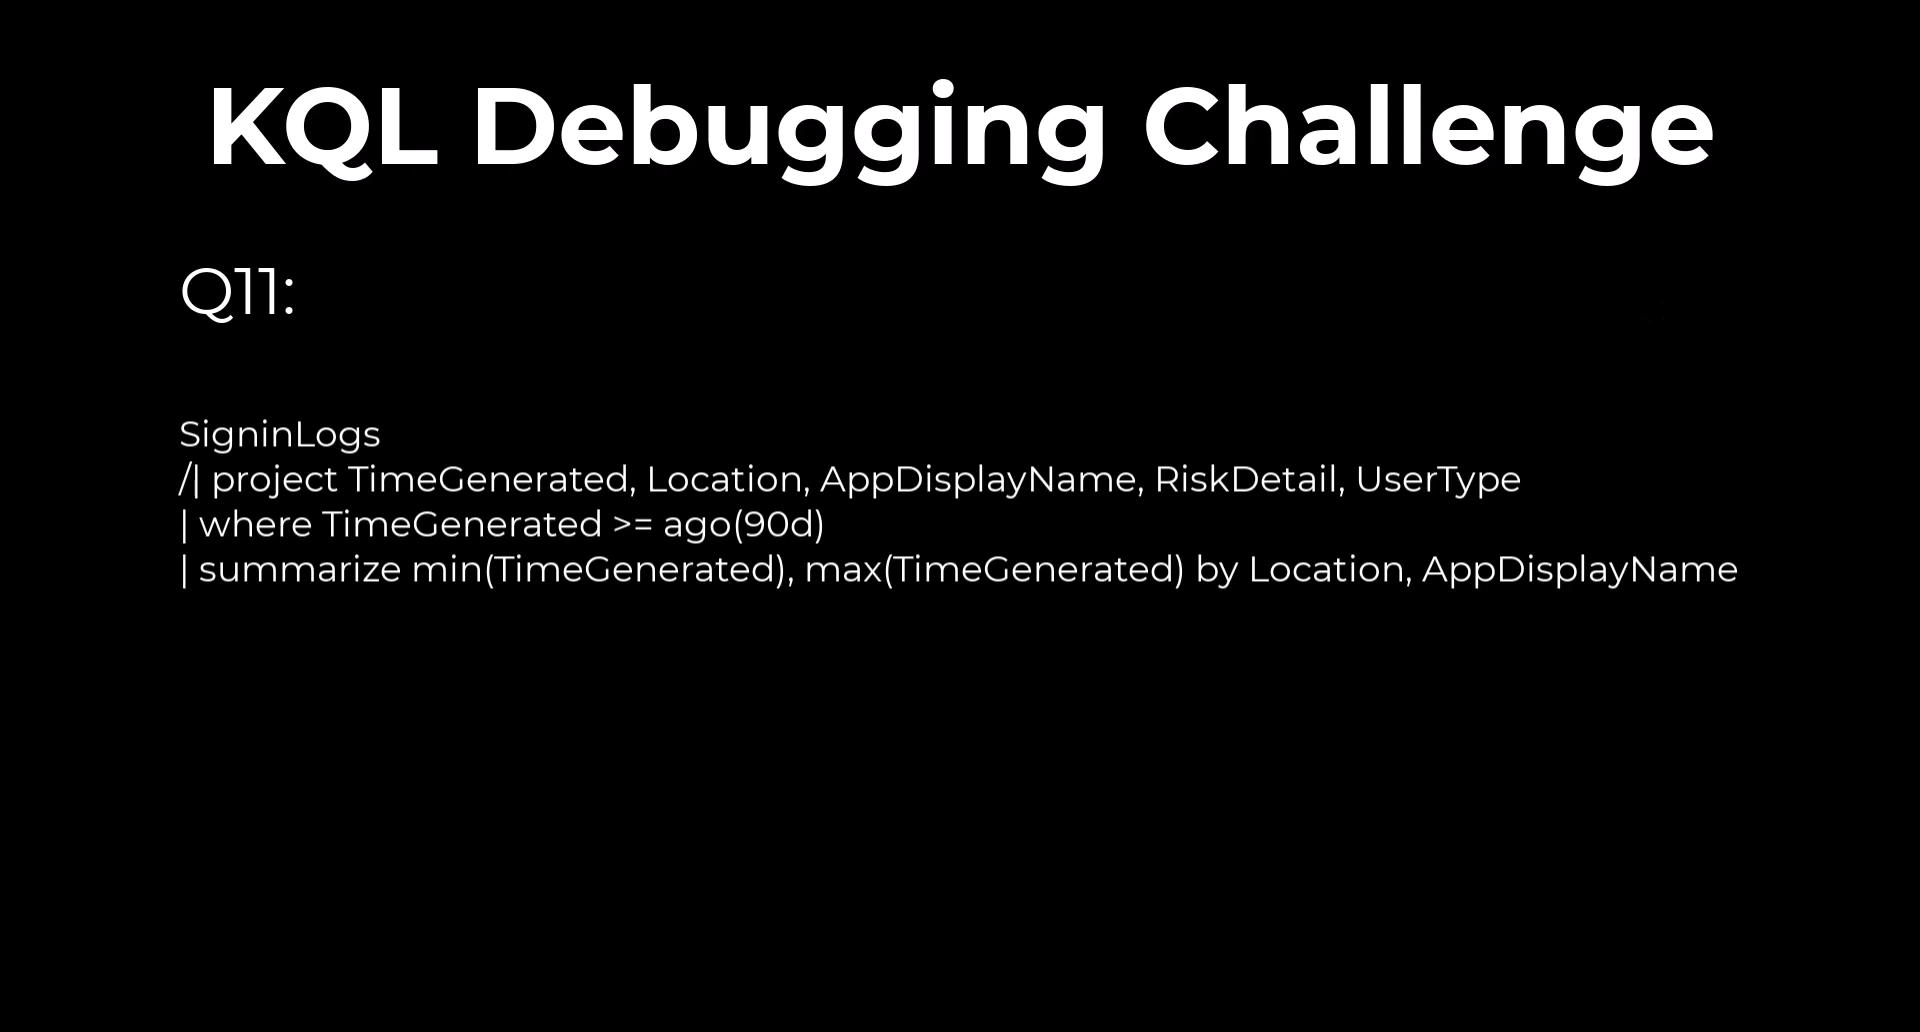 KQL Debugging Challenge
Q11:
SigninLogs
/| project TimeGenerated, Location, AppDisplayName, RiskDetail, UserType
| where TimeGenerated >= ago(90d)
| summarize min(TimeGenerated), max(TimeGenerated) by Location, AppDisplayName